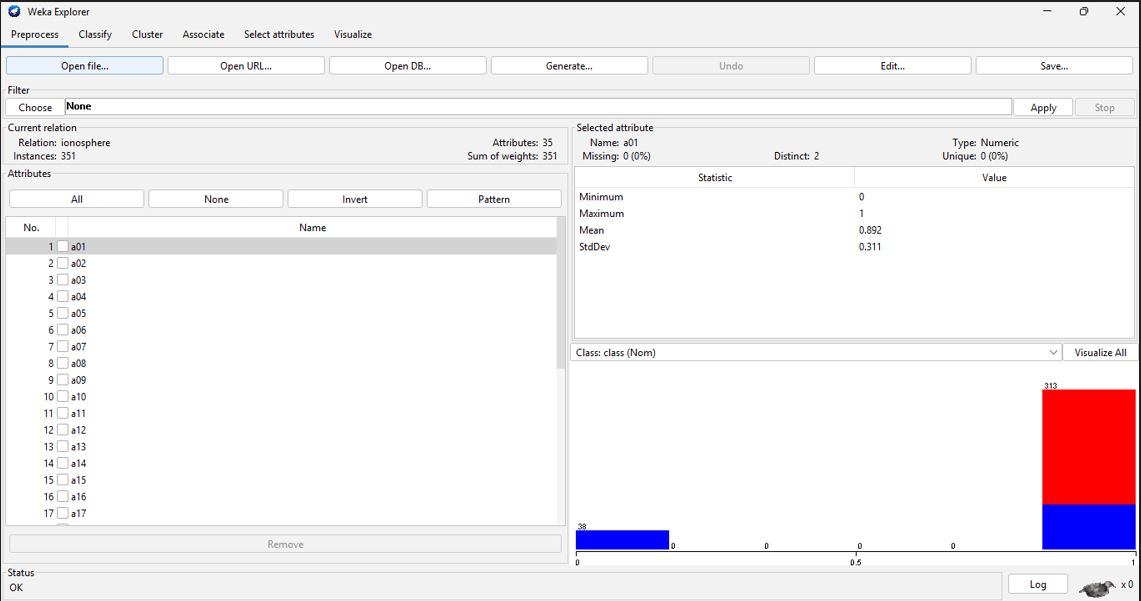 Weka Explorer
Preprocess Classify Cluster Associate Select attributes Visualize
Open file... Open URL... Open DB... Generate... Undo Edit... Save...
Filter
Choose None Apply Stop
Current relation
Relation: ionosphere Attributes: 35
Instances: 351 Sum of weights: 351
Attributes
All None Invert Pattern
No. Name
1 a01
2 a02
3 a03
4 a04
5 a05
6 a06
7 a07
8 a08
9 a09
10 a10
11 a11
12 a12
13 a13
14 a14
15 a15
16 a16
17 a17
Remove
Selected attribute
Name: a01 Type: Numeric
Missing: 0 (0%) Distinct: 2 Unique: 0 (0%)
Statistic Value
Minimum 0
Maximum 1
Mean 0.892
StdDev 0.311
Class: class (Nom) Visualize All
313
38
0 0 0 0
0 0.5 1
Status
OK
Log x 0